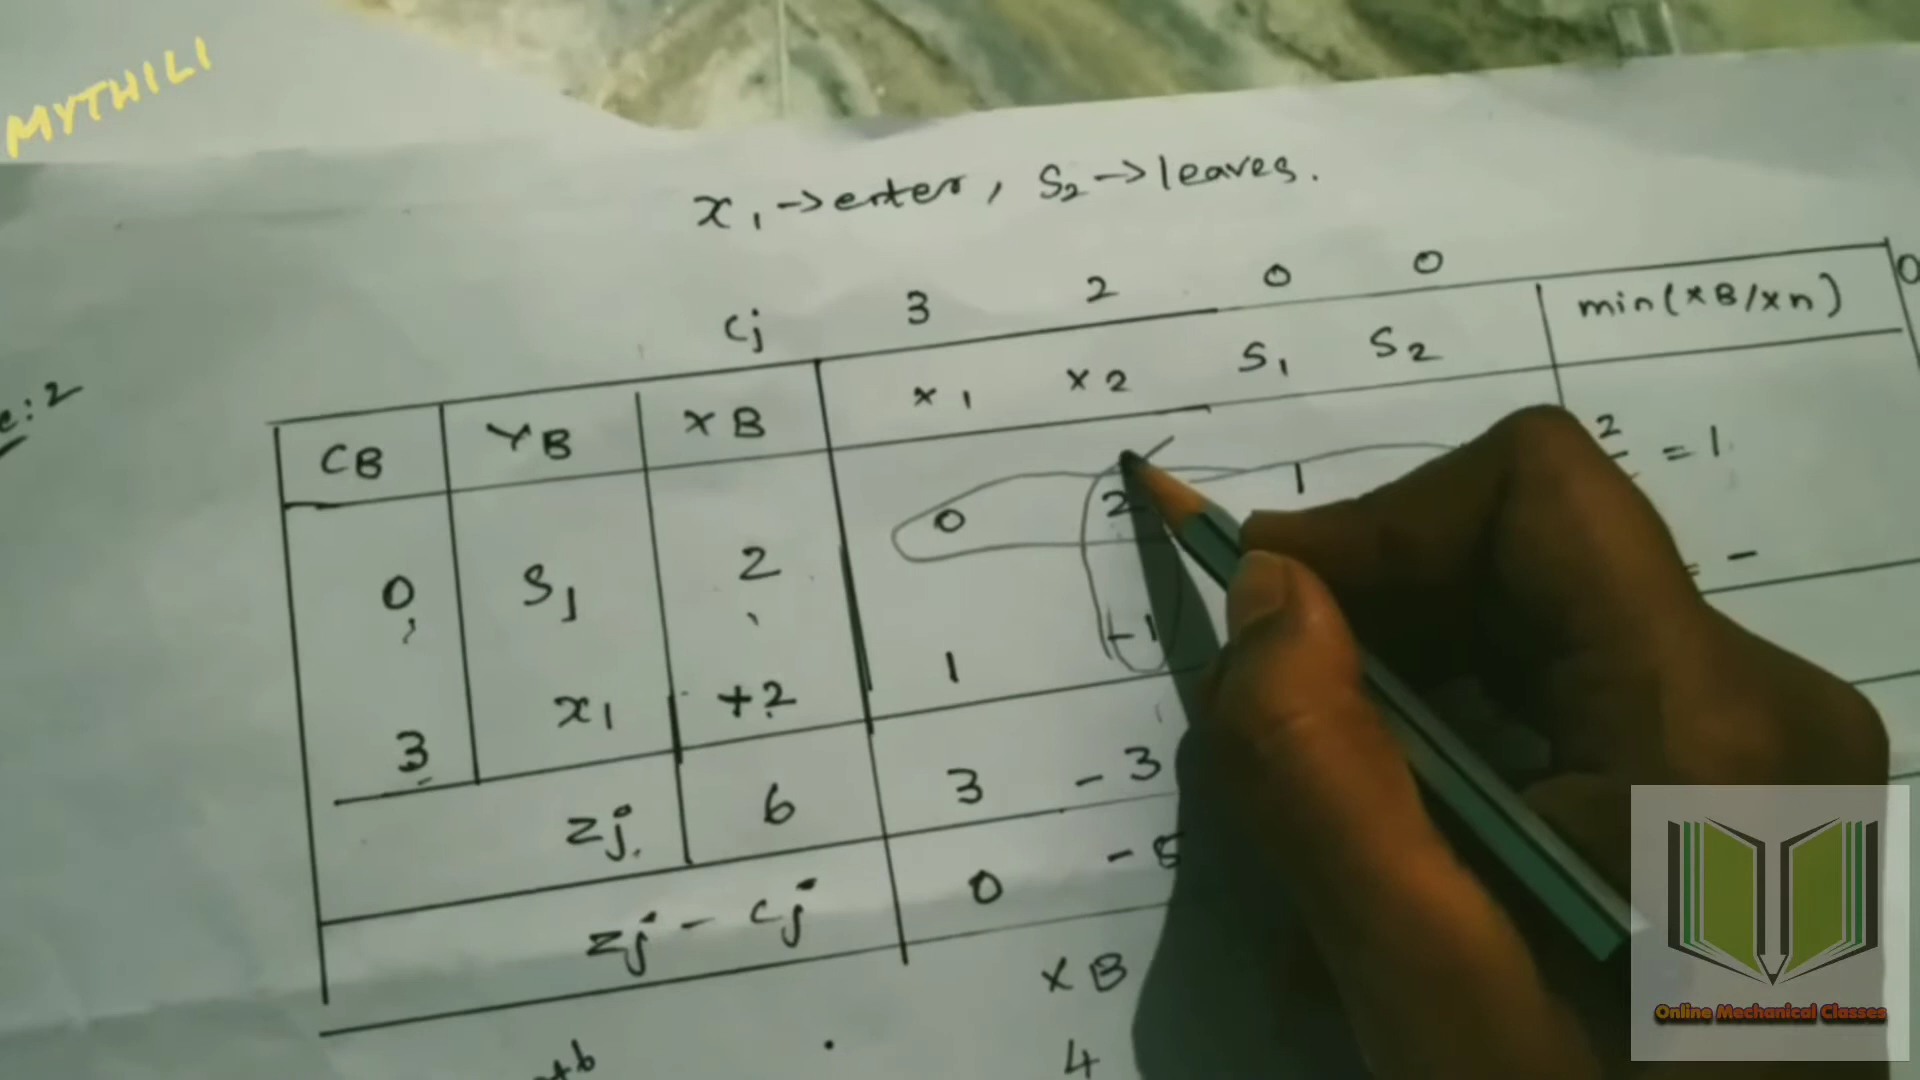 MYTHILI
x1 → enter, S2 → leaves.
Cj 3 2 0 0 0
CB YB XB x1 x2 S1 S2 min(XB/Xn)
0 S1 2 0 2 1 2 = 1
3 x1 +2 1 -1 = -
zj 6 3 -3
zj - cj 0 -5
XB
4
:2
Online Mechanical Classes